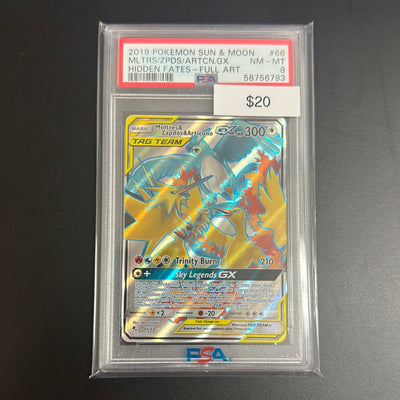 2019 POKEMON SUN & MOON #66
MLTRS/ZPDS/ARTCN.GX NM - MT
HIDDEN FATES - FULL ART 8
PSA 58756793
$20
BASIC Moltres& Zapdos&Articuno GX HP 300
TAG TEAM
Trinity Burn 210
Sky Legends GX
×2 -20
PSA